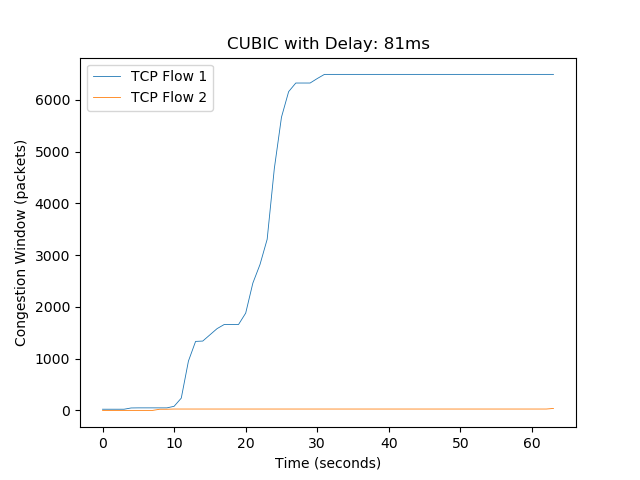 CUBIC with Delay: 81ms
TCP Flow 1
TCP Flow 2
Congestion Window (packets)
6000
5000
4000
3000
2000
1000
0
0 10 20 30 40 50 60
Time (seconds)